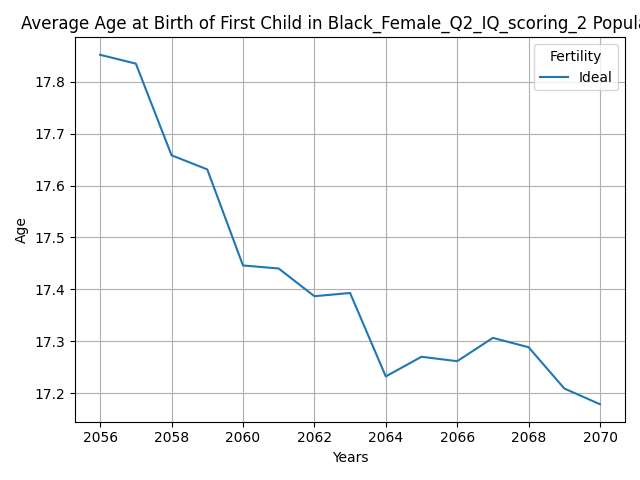 Average Age at Birth of First Child in Black_Female_Q2_IQ_scoring_2
Fertility
Ideal
17.8
17.7
17.6
17.5
17.4
17.3
17.2
Age
2056 2058 2060 2062 2064 2066 2068 2070
Years